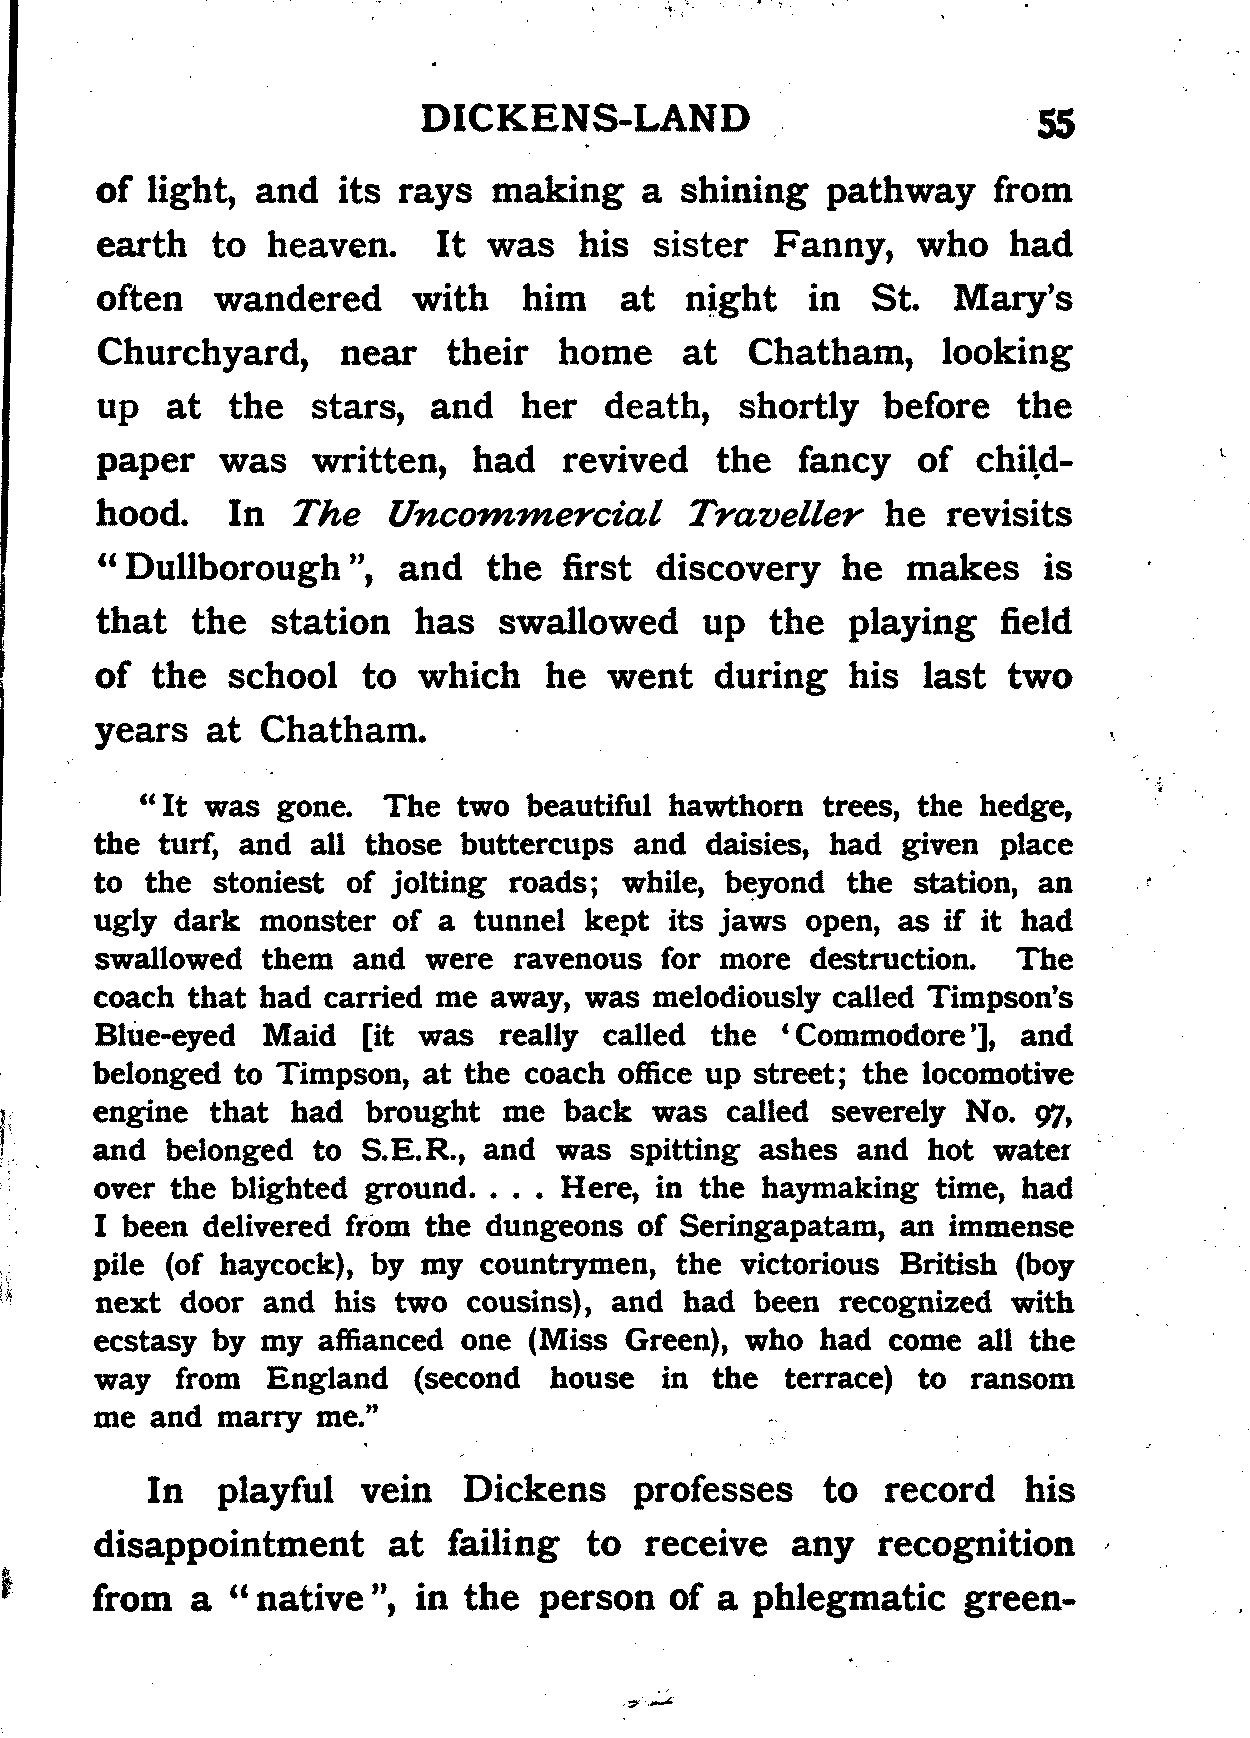 DICKENS-LAND 55
of light, and its rays making a shining pathway from
earth to heaven. It was his sister Fanny, who had
often wandered with him at night in St. Mary's
Churchyard, near their home at Chatham, looking
up at the stars, and her death, shortly before the
paper was written, had revived the fancy of child-
hood. In The Uncommercial Traveller he revisits
“Dullborough”, and the first discovery he makes is
that the station has swallowed up the playing field
of the school to which he went during his last two
years at Chatham.
“It was gone. The two beautiful hawthorn trees, the hedge,
the turf, and all those buttercups and daisies, had given place
to the stoniest of jolting roads; while, beyond the station, an
ugly dark monster of a tunnel kept its jaws open, as if it had
swallowed them and were ravenous for more destruction. The
coach that had carried me away, was melodiously called Timpson's
Blue-eyed Maid [it was really called the ‘Commodore’], and
belonged to Timpson, at the coach office up street; the locomotive
engine that had brought me back was called severely No. 97,
and belonged to S.E.R., and was spitting ashes and hot water
over the blighted ground. . . . Here, in the haymaking time, had
I been delivered from the dungeons of Seringapatam, an immense
pile (of haycock), by my countrymen, the victorious British (boy
next door and his two cousins), and had been recognized with
ecstasy by my affianced one (Miss Green), who had come all the
way from England (second house in the terrace) to ransom
me and marry me.”
In playful vein Dickens professes to record his
disappointment at failing to receive any recognition
from a “native”, in the person of a phlegmatic green-